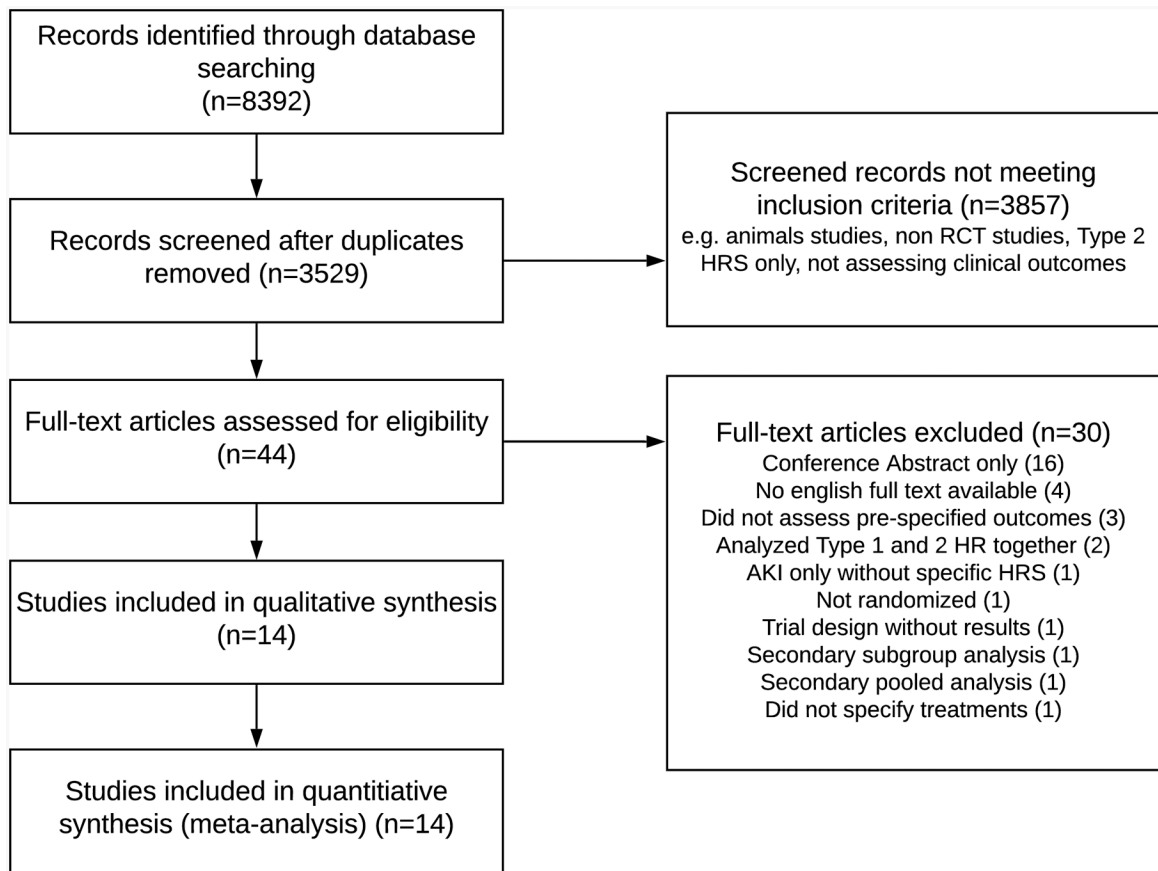 Records identified through database
searching
(n=8392)
Records screened after duplicates
removed (n=3529)
Screened records not meeting
inclusion criteria (n=3857)
e.g. animals studies, non RCT studies, Type 2
HRS only, not assessing clinical outcomes
Full-text articles assessed for eligibility
(n=44)
Full-text articles excluded (n=30)
Conference Abstract only (16)
No english full text available (4)
Did not assess pre-specified outcomes (3)
Analyzed Type 1 and 2 HR together (2)
AKI only without specific HRS (1)
Not randomized (1)
Trial design without results (1)
Secondary subgroup analysis (1)
Secondary pooled analysis (1)
Did not specify treatments (1)
Studies included in qualitative synthesis
(n=14)
Studies included in quantitiative
synthesis (meta-analysis) (n=14)